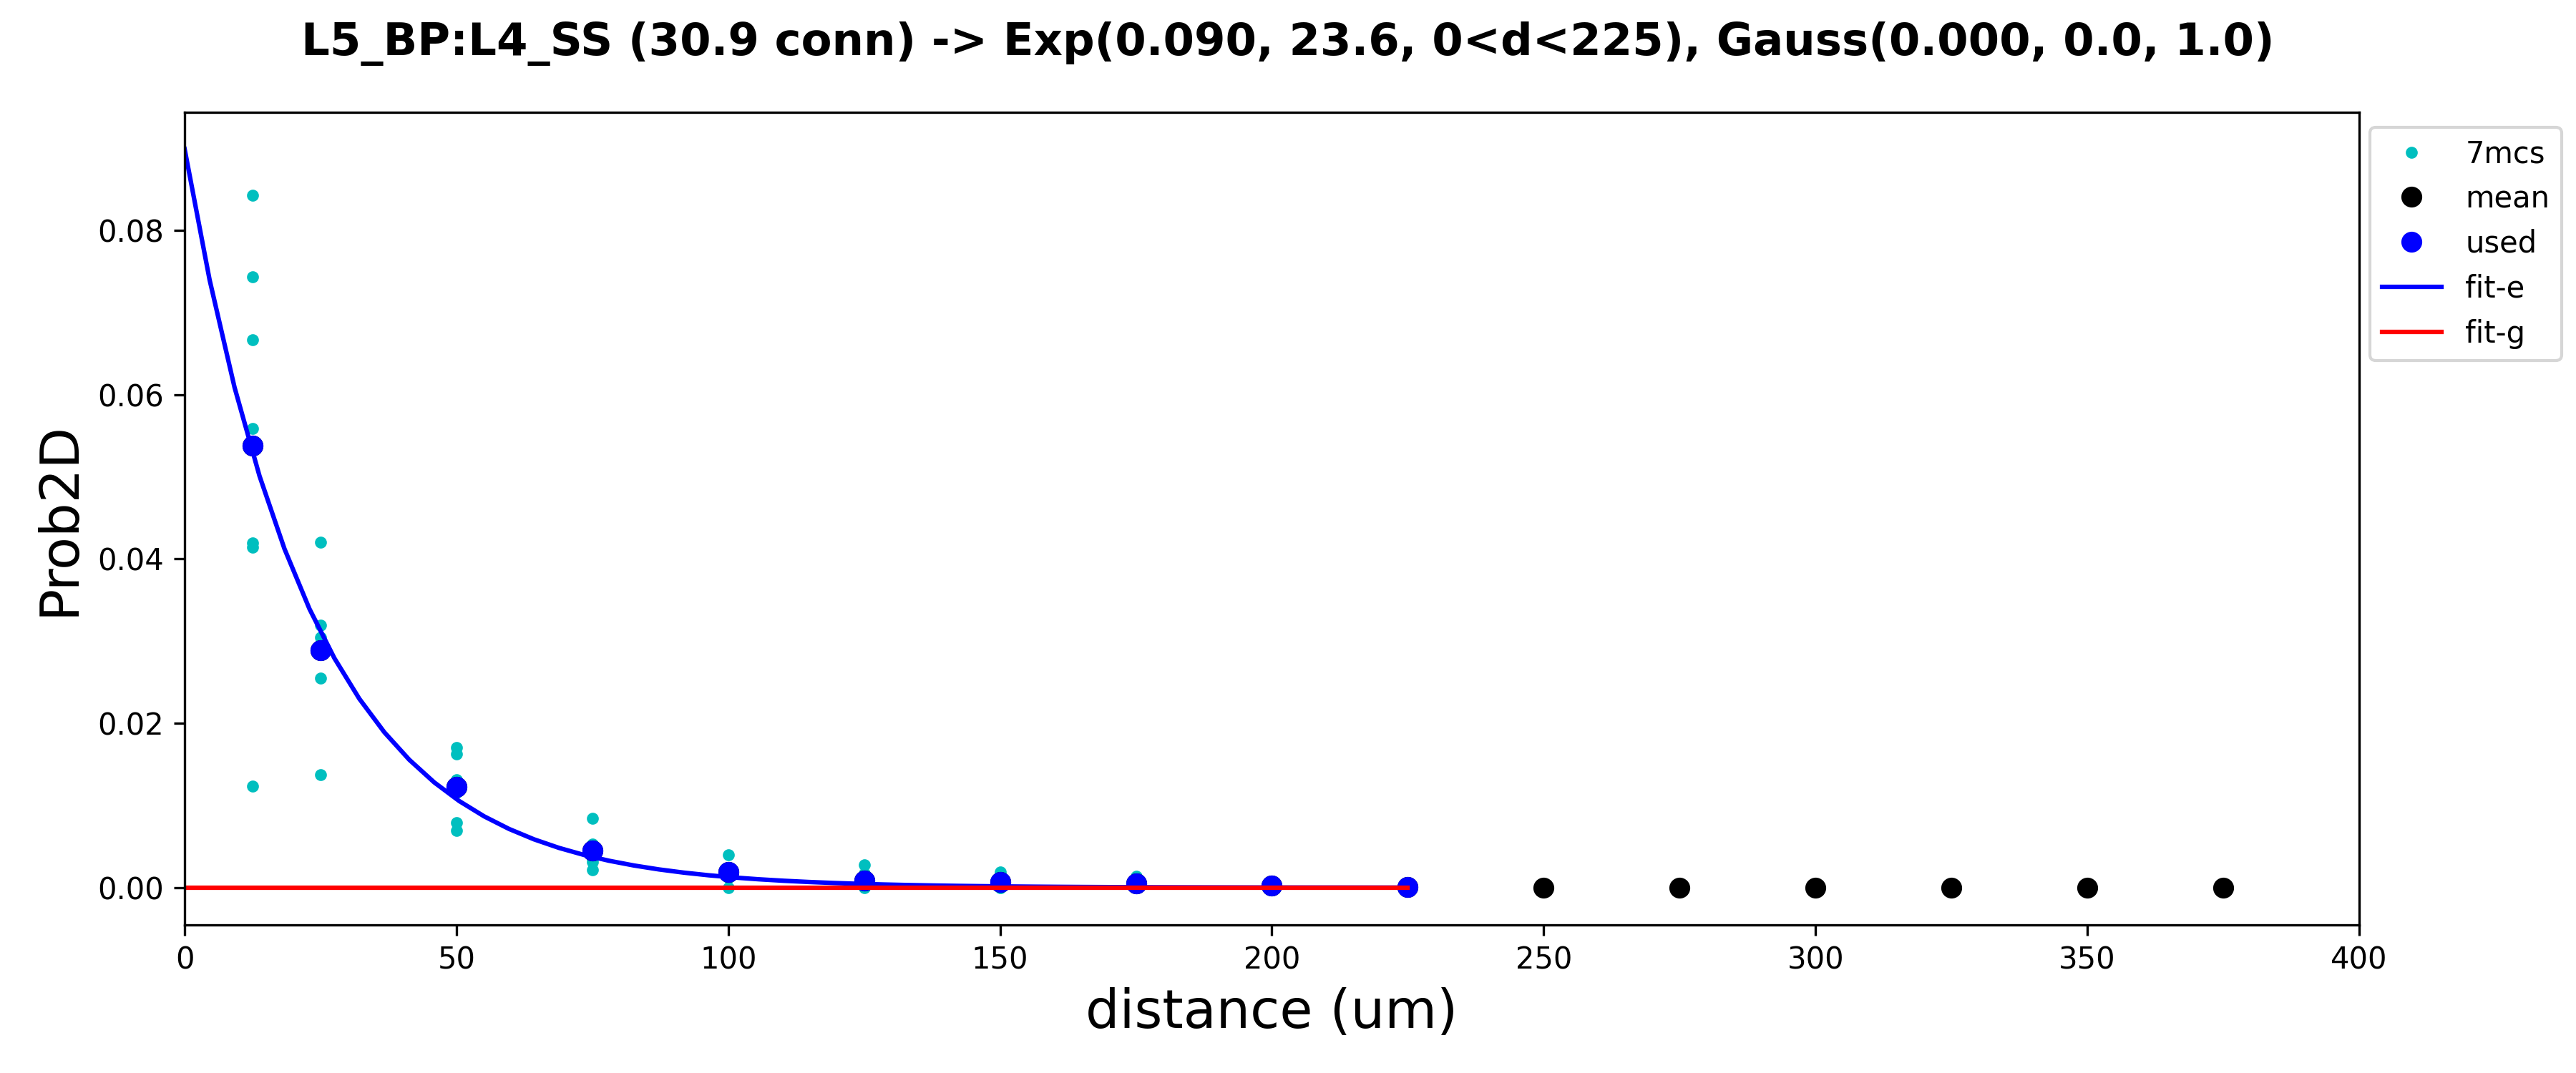 L5_BP:L4_SS (30.9 conn) -> Exp(0.090, 23.6, 0<d<225), Gauss(0.000, 0.0, 1.0)
7mcs
mean
used
fit-e
fit-g
Prob2D
0.08
0.06
0.04
0.02
0.00
0 50 100 150 200 250 300 350 400
distance (um)